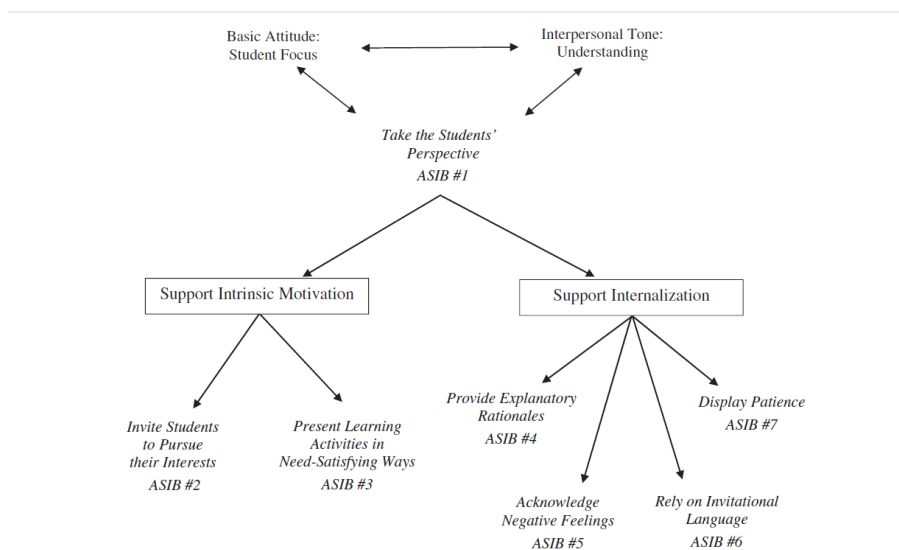 Basic Attitude:
Student Focus
Interpersonal Tone:
Understanding
Take the Students'
Perspective
ASIB #1
Support Intrinsic Motivation
Support Internalization
Invite Students
to Pursue
their Interests
ASIB #2
Present Learning
Activities in
Need-Satisfying Ways
ASIB #3
Provide Explanatory
Rationales
ASIB #4
Acknowledge
Negative Feelings
ASIB #5
Rely on Invitational
Language
ASIB #6
Display Patience
ASIB #7